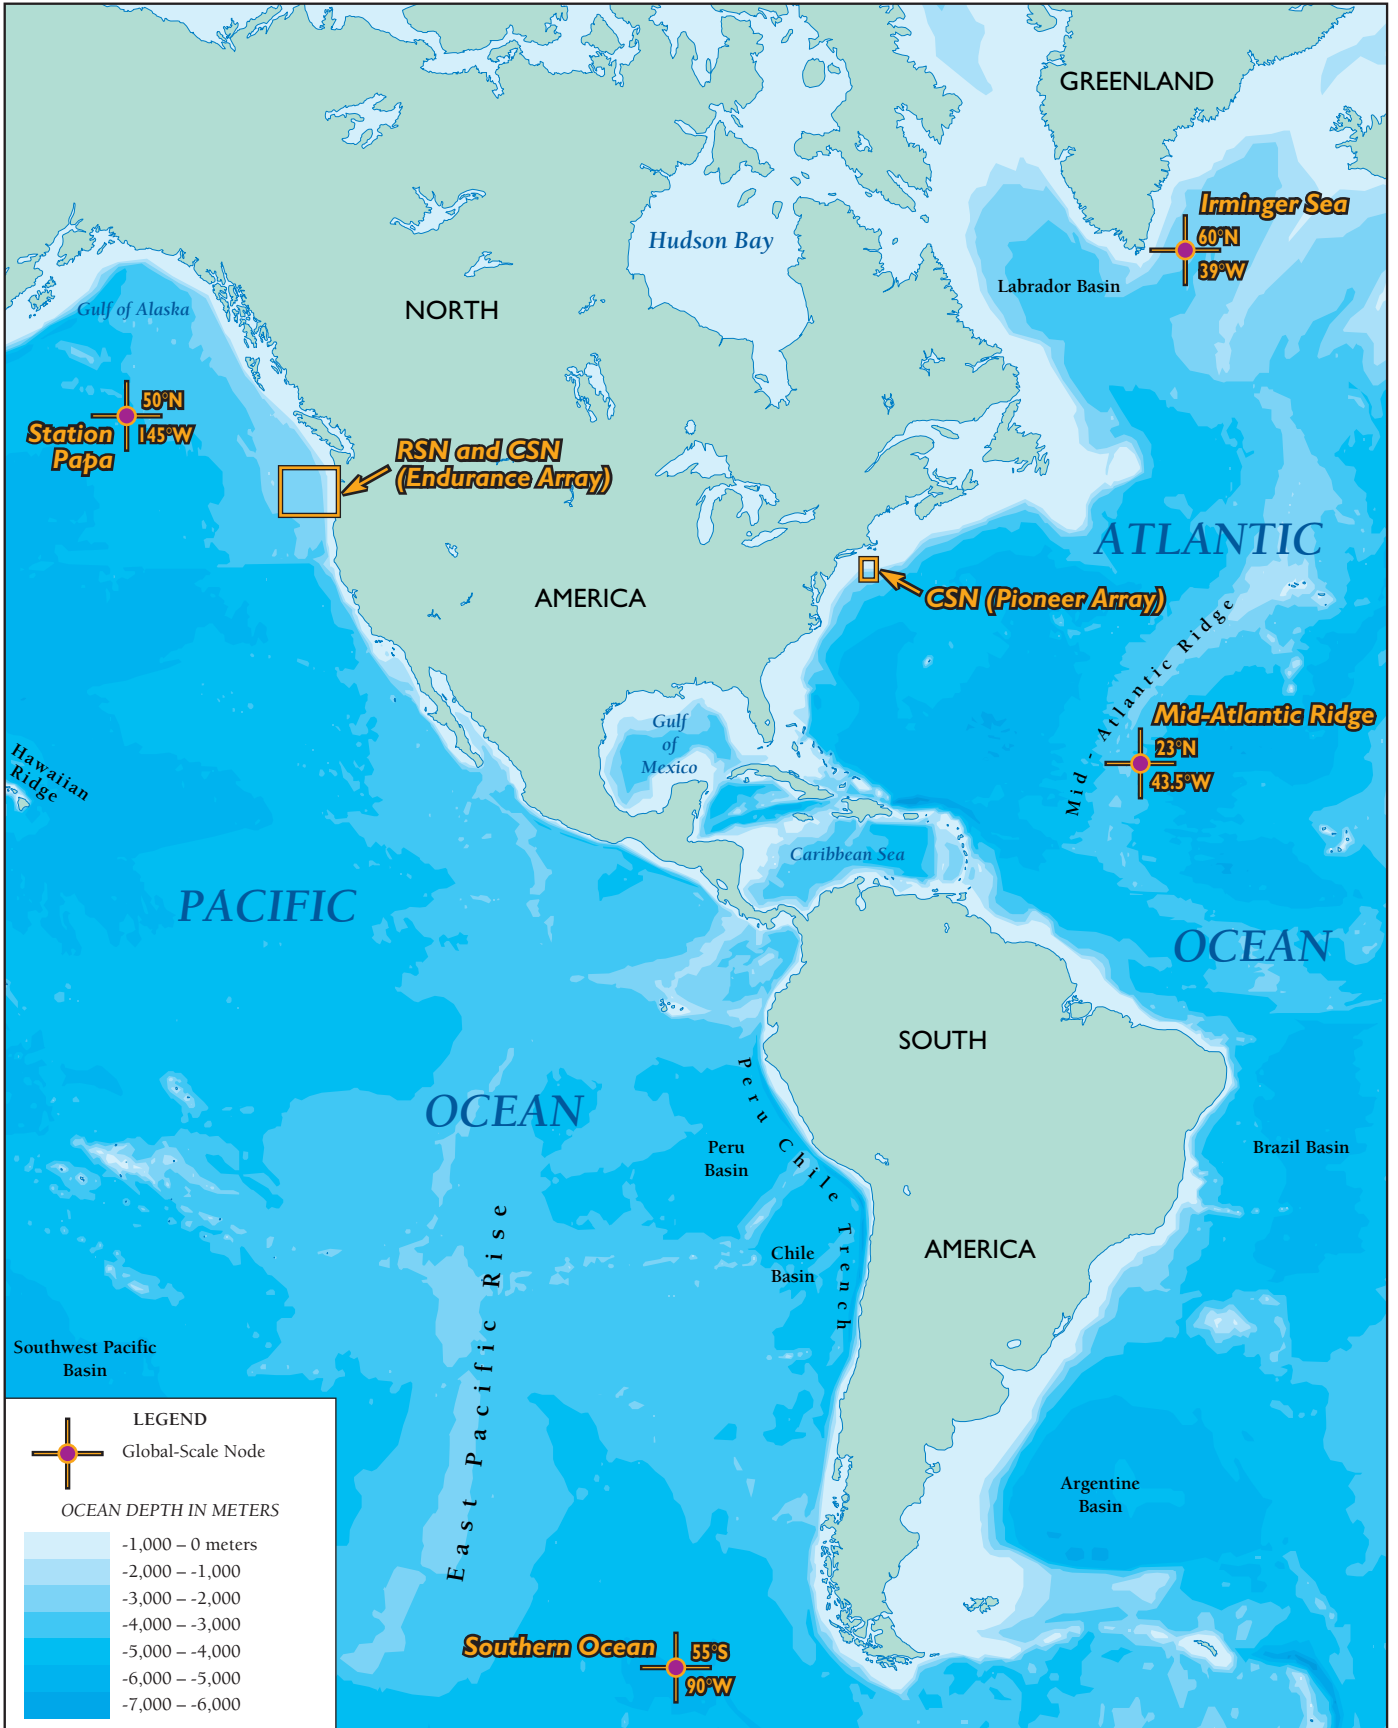 GREENLAND
Irminger Sea
60°N
39°W
Hudson Bay
Labrador Basin
Gulf of Alaska
NORTH
50°N
145°W
Station
Papa
RSN and CSN
(Endurance Array)
ATLANTIC
CSN (Pioneer Array)
AMERICA
Mid - Atlantic Ridge
Mid-Atlantic Ridge
23°N
43.5°W
Gulf
of
Mexico
Hawaiian
Ridge
Caribbean Sea
PACIFIC
OCEAN
SOUTH
Peru Chile Trench
OCEAN
Peru
Basin
Brazil Basin
East Pacific Rise
Chile
Basin
AMERICA
Southwest Pacific
Basin
Argentine
Basin
Southern Ocean
55°S
90°W
LEGEND
Global-Scale Node
OCEAN DEPTH IN METERS
-1,000 – 0 meters
-2,000 – -1,000
-3,000 – -2,000
-4,000 – -3,000
-5,000 – -4,000
-6,000 – -5,000
-7,000 – -6,000